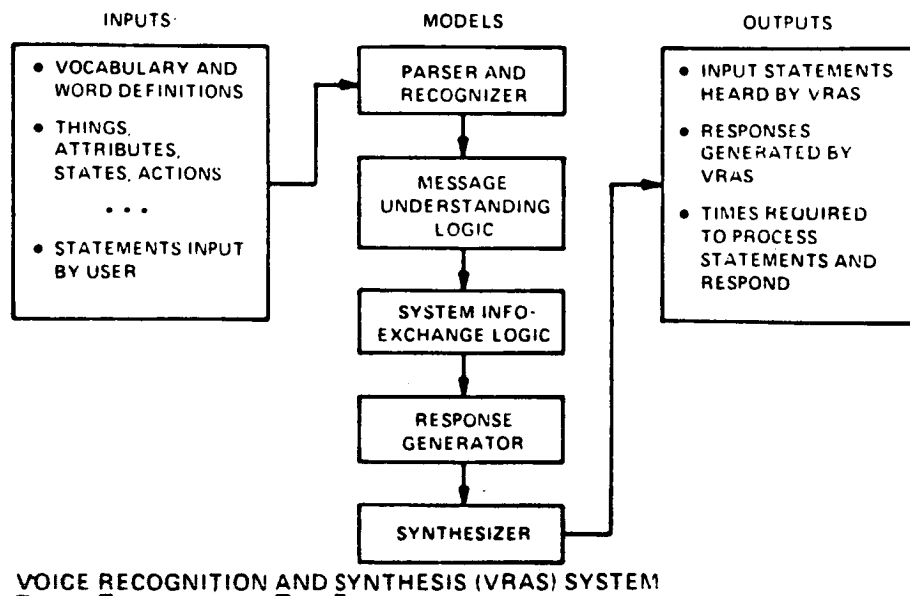 INPUTS
MODELS
OUTPUTS
• VOCABULARY AND
WORD DEFINITIONS
• THINGS,
ATTRIBUTES,
STATES, ACTIONS
• • •
• STATEMENTS INPUT
BY USER
PARSER AND
RECOGNIZER
MESSAGE
UNDERSTANDING
LOGIC
SYSTEM INFO-
EXCHANGE LOGIC
RESPONSE
GENERATOR
SYNTHESIZER
• INPUT STATEMENTS
HEARD BY VRAS
• RESPONSES
GENERATED BY
VRAS
• TIMES REQUIRED
TO PROCESS
STATEMENTS AND
RESPOND
VOICE RECOGNITION AND SYNTHESIS (VRAS) SYSTEM